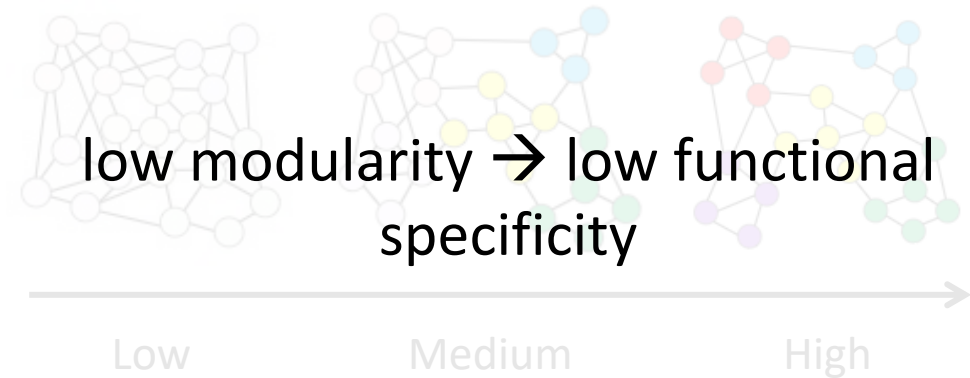 low modularity → low functional
specificity
Low Medium High